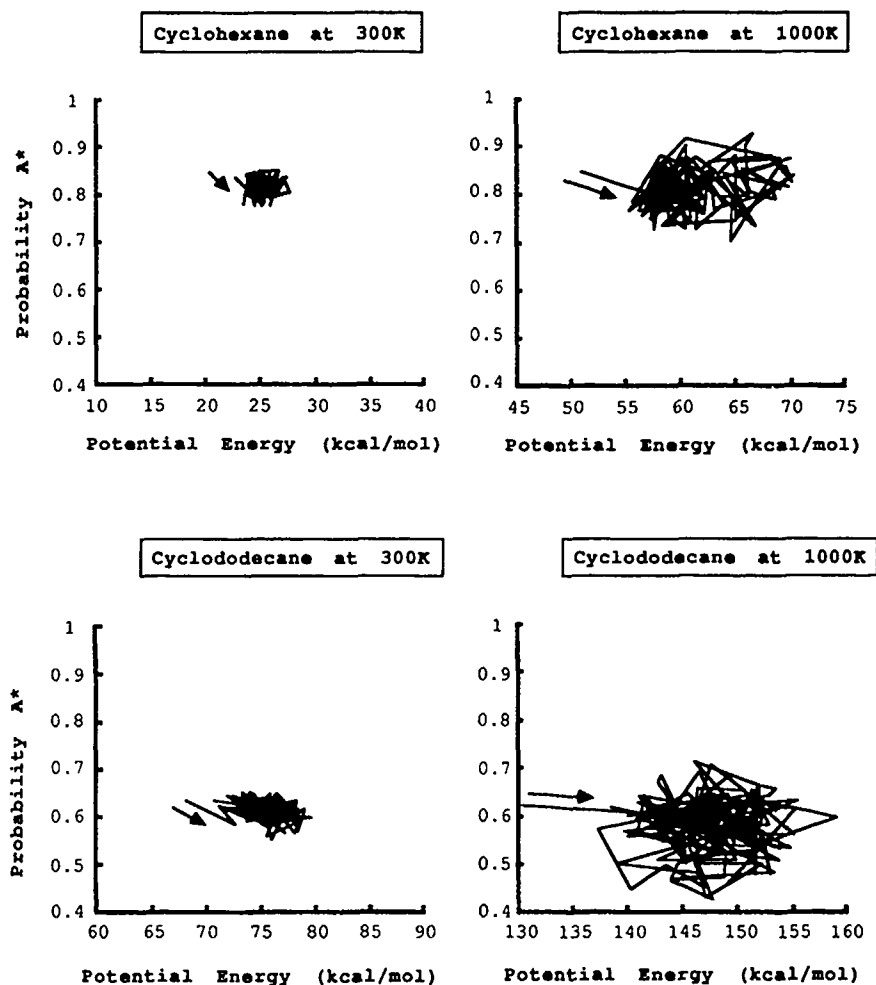 Cyclohexane at 300K
Cyclohexane at 1000K
Probability A*
1
0.9
0.8
0.7
0.6
0.5
0.4
10 15 20 25 30 35 40
Potential Energy (kcal/mol)
1
0.9
0.8
0.7
0.6
0.5
0.4
45 50 55 60 65 70 75
Potential Energy (kcal/mol)
Cyclododecane at 300K
Cyclododecane at 1000K
Probability A*
1
0.9
0.8
0.7
0.6
0.5
0.4
60 65 70 75 80 85 90
Potential Energy (kcal/mol)
1
0.9
0.8
0.7
0.6
0.5
0.4
130 135 140 145 150 155 160
Potential Energy (kcal/mol)